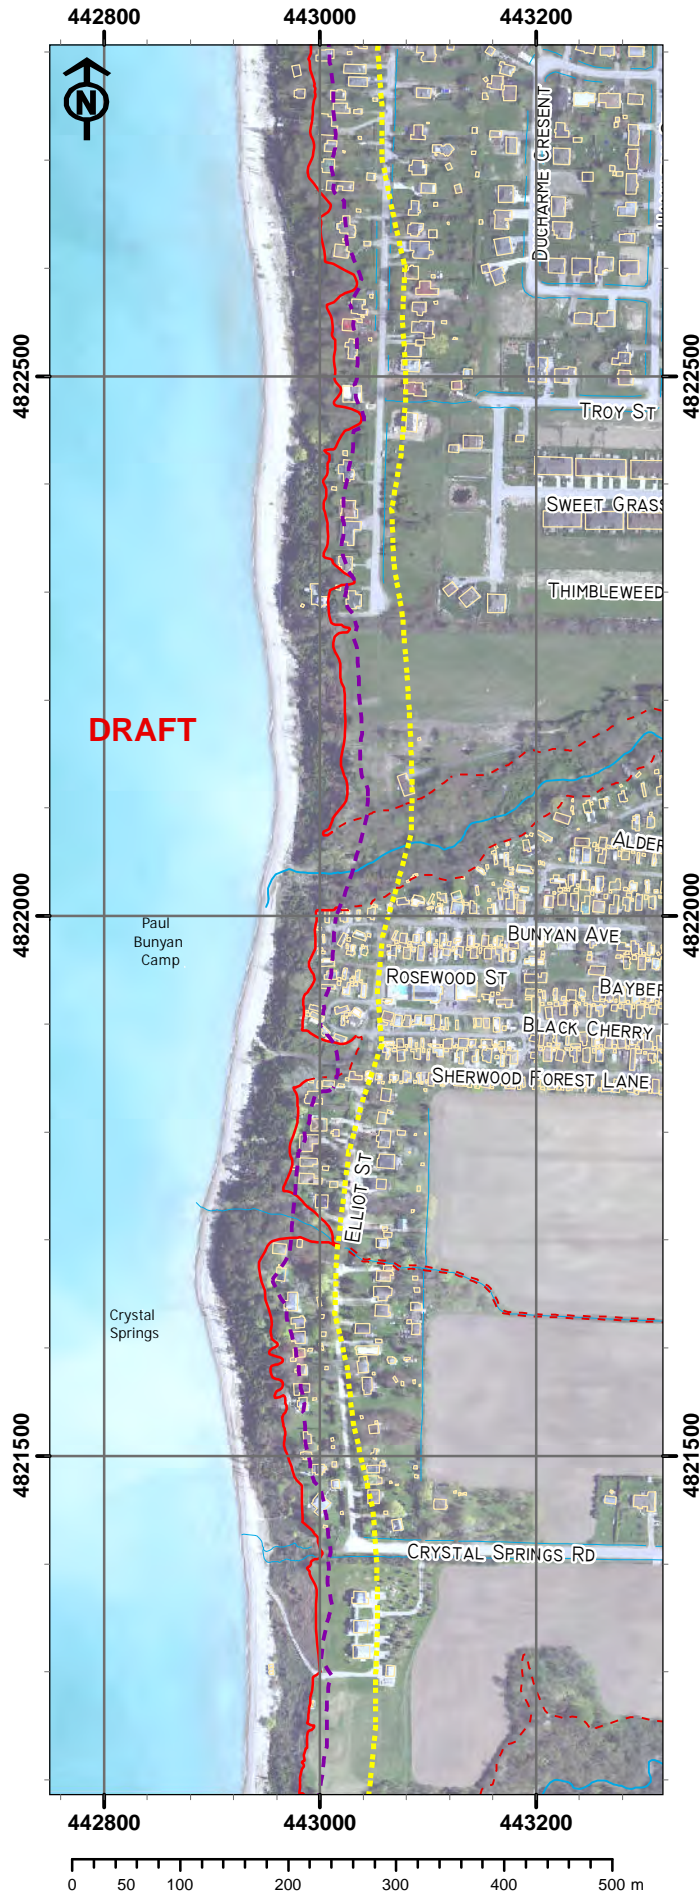 442800 443000 443200
N
DUCHARME CRESENT
4822500 4822500
TROY ST
SWEET GRASS
THIMBLEWEED
DRAFT
ALDER
4822000 4822000
Paul
Bunyan
Camp
BUNYAN AVE
ROSEWOOD ST
BAYBER
BLACK CHERRY
SHERWOOD FOREST LANE
ELLIOT ST
Crystal
Springs
4821500 4821500
CRYSTAL SPRINGS RD
442800 443000 443200
0 50 100 200 300 400 500 m